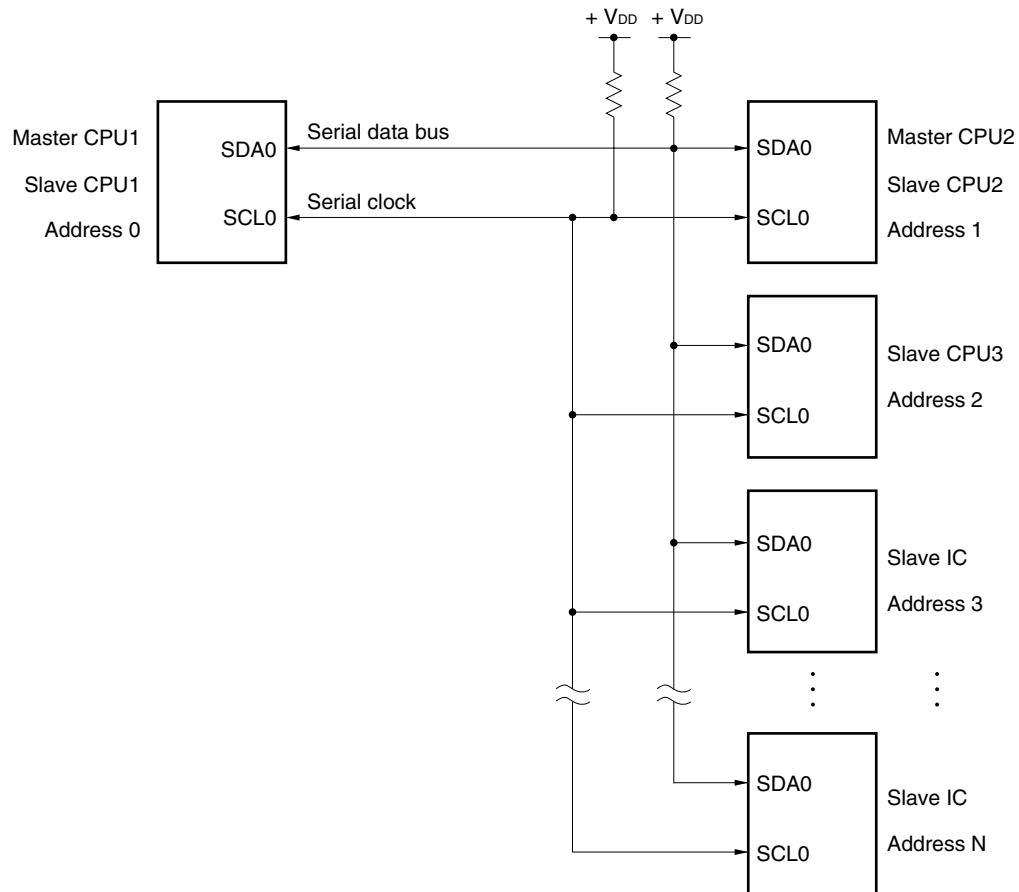 + VDD + VDD
Master CPU1
Slave CPU1
Address 0
SDA0
SCL0
Serial data bus
Serial clock
SDA0
SCL0
Master CPU2
Slave CPU2
Address 1
SDA0
SCL0
Slave CPU3
Address 2
SDA0
SCL0
Slave IC
Address 3
SDA0
SCL0
Slave IC
Address N